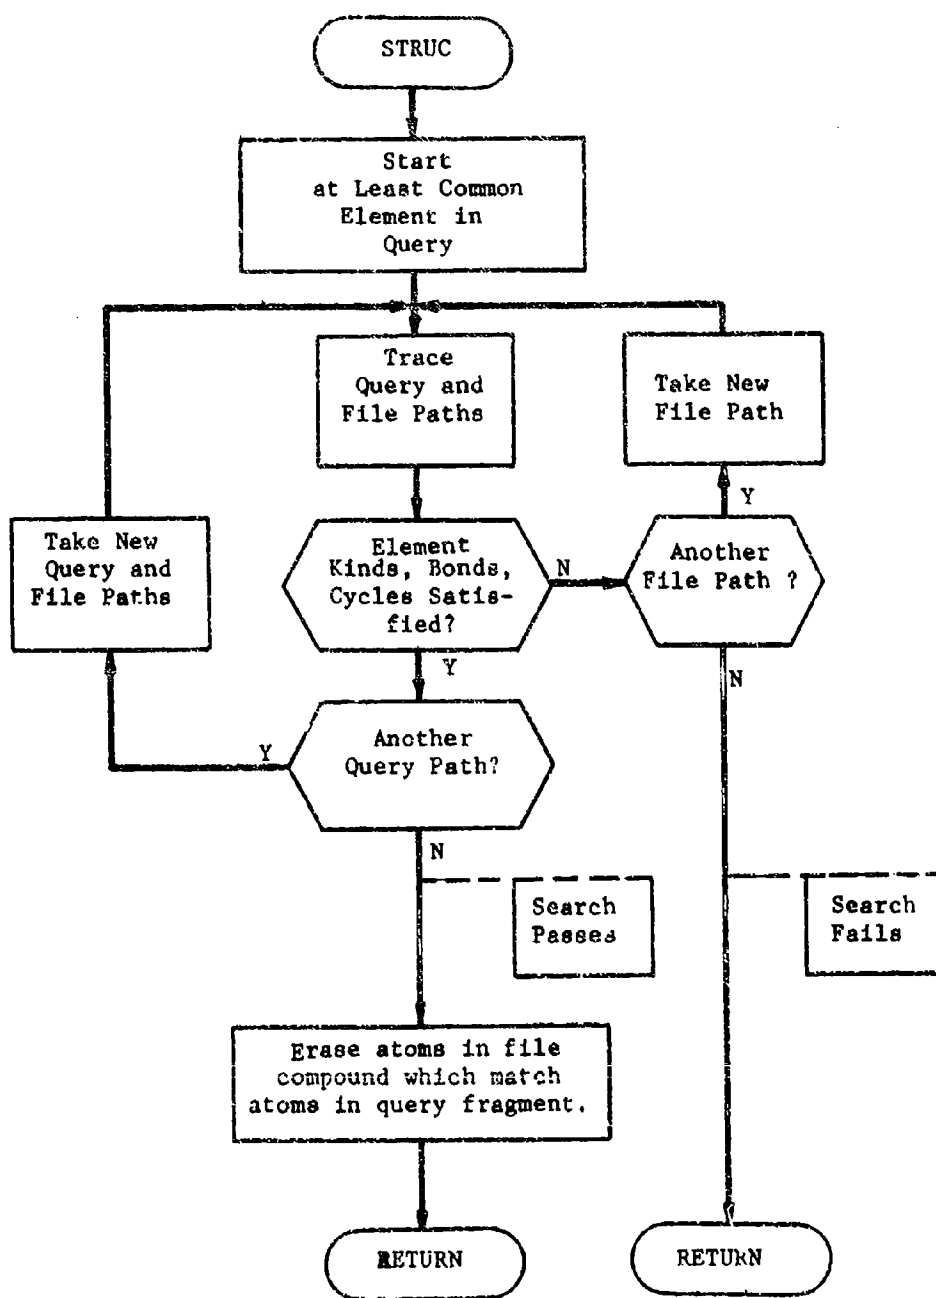 STRUC
Start
at Least Common
Element in
Query
Trace
Query and
File Paths
Take New
File Path
Y
Take New
Query and
File Paths
Element
Kinds, Bonds,
Cycles Satis-
fied?
N
Another
File Path ?
Y
N
Another
Query Path?
Y
N
Search
Passes
Search
Fails
Erase atoms in file
compound which match
atoms in query fragment.
RETURN
RETURN